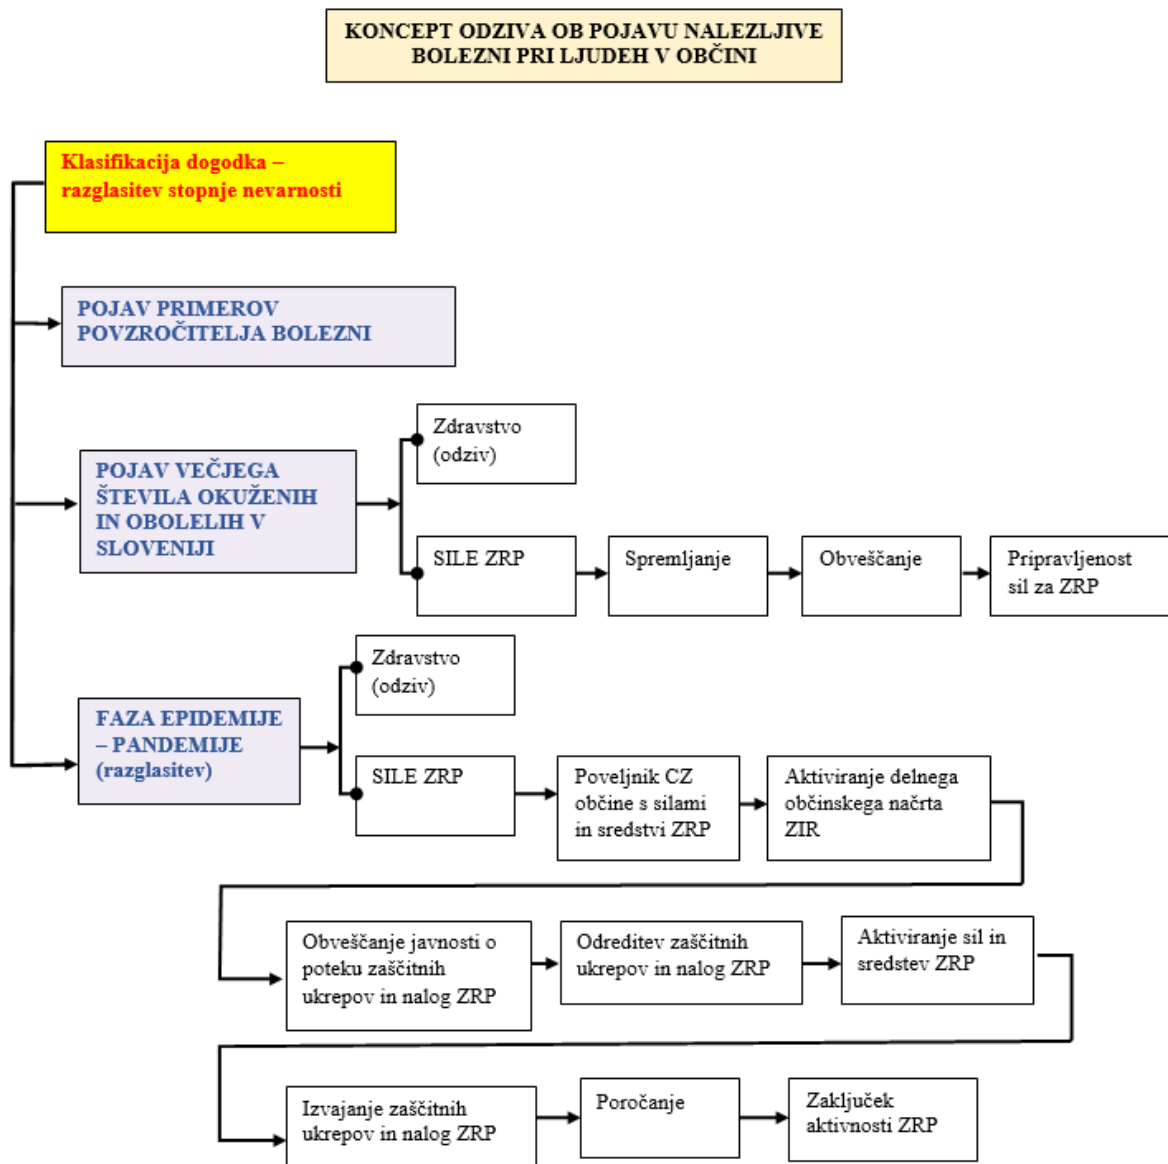 KONCEPT ODZIVA OB POJAVU NALEZLJIVE
BOLEZNI PRI LJUDEH V OBČINI
Klasifikacija dogodka –
razglasitev stopnje nevarnosti
POJAV PRIMEROV
POVZROČITELJA BOLEZNI
POJAV VEČJEGA
ŠTEVILA OKUŽENIH
IN OBOLELIH V
SLOVENIJI
Zdravstvo
(odziv)
SILE ZRP
Spremljanje
Obveščanje
Pripravljenost
sil za ZRP
FAZA EPIDEMIJE
– PANDEMIJE
(razglasitev)
Zdravstvo
(odziv)
SILE ZRP
Poveljnik CZ
občine s silami
in sredstvi ZRP
Aktiviranje delnega
občinskega načrta
ZIR
Obveščanje javnosti o
poteku zaščitnih
ukrepov in nalog ZRP
Odreditev zaščitnih
ukrepov in nalog ZRP
Aktiviranje sil in
sredstev ZRP
Izvajanje zaščitnih
ukrepov in nalog ZRP
Poročanje
Zaključek
aktivnosti ZRP